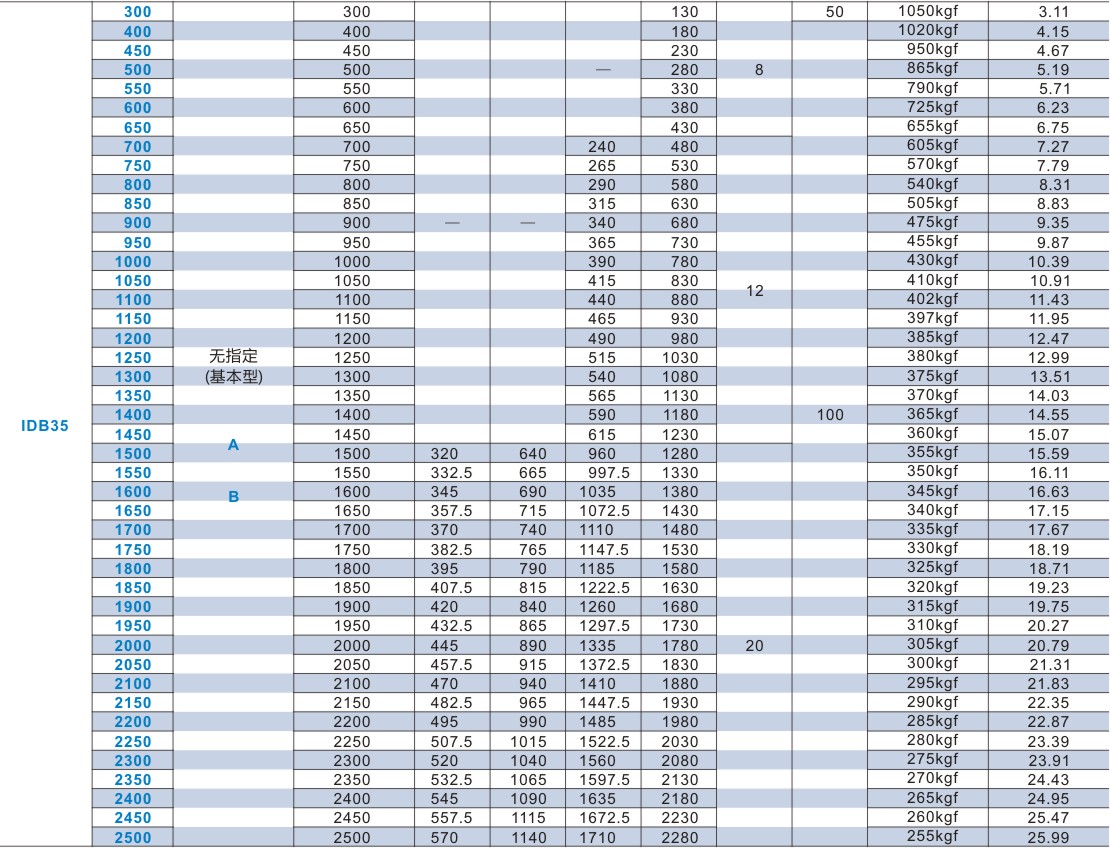 300 300 130 50 1050kgf 3.11
400 400 180 1020kgf 4.15
450 450 230 950kgf 4.67
500 500 — 280 8 865kgf 5.19
550 550 330 790kgf 5.71
600 600 380 725kgf 6.23
650 650 430 655kgf 6.75
700 700 240 480 605kgf 7.27
750 750 265 530 570kgf 7.79
800 800 290 580 540kgf 8.31
850 850 315 630 505kgf 8.83
900 900 — — 340 680 475kgf 9.35
950 950 365 730 455kgf 9.87
1000 1000 390 780 430kgf 10.39
1050 1050 415 830 410kgf 10.91
12
1100 1100 440 880 402kgf 11.43
1150 1150 465 930 397kgf 11.95
1200 1200 490 980 385kgf 12.47
1250 无指定 1250 515 1030 380kgf 12.99
1300 (基本型) 1300 540 1080 375kgf 13.51
1350 1350 565 1130 370kgf 14.03
1400 1400 590 1180 100 365kgf 14.55
IDB35
1450 1450 615 1230 360kgf 15.07
A
1500 1500 320 640 960 1280 355kgf 15.59
1550 1550 332.5 665 997.5 1330 350kgf 16.11
1600 B 1600 345 690 1035 1380 345kgf 16.63
1650 1650 357.5 715 1072.5 1430 340kgf 17.15
1700 1700 370 740 1110 1480 335kgf 17.67
1750 1750 382.5 765 1147.5 1530 330kgf 18.19
1800 1800 395 790 1185 1580 325kgf 18.71
1850 1850 407.5 815 1222.5 1630 320kgf 19.23
1900 1900 420 840 1260 1680 315kgf 19.75
1950 1950 432.5 865 1297.5 1730 310kgf 20.27
2000 2000 445 890 1335 1780 20 305kgf 20.79
2050 2050 457.5 915 1372.5 1830 300kgf 21.31
2100 2100 470 940 1410 1880 295kgf 21.83
2150 2150 482.5 965 1447.5 1930 290kgf 22.35
2200 2200 495 990 1485 1980 285kgf 22.87
2250 2250 507.5 1015 1522.5 2030 280kgf 23.39
2300 2300 520 1040 1560 2080 275kgf 23.91
2350 2350 532.5 1065 1597.5 2130 270kgf 24.43
2400 2400 545 1090 1635 2180 265kgf 24.95
2450 2450 557.5 1115 1672.5 2230 260kgf 25.47
2500 2500 570 1140 1710 2280 255kgf 25.99